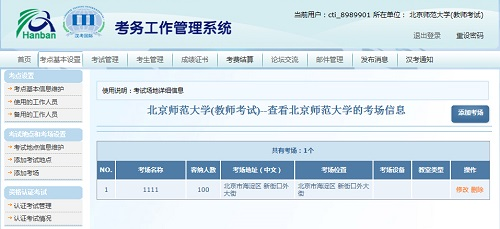 Hanban
汉考国际
考务工作管理系统
当前用户：cti_8989901 所在单位： 北京师范大学(教师考试)
退出登录 重设密码
首页 考点基本设置 考试管理 考生管理 成绩证书 考费结算 论坛交流 邮件管理 发布消息 汉考通知
考点设置
考点基本信息维护
使用的工作人员
备用的工作人员
考试地点和考场设置
考试地点信息维护
添加考试地点
添加考场
资格认证考试
认证考试管理
认证考试情况
使用说明：考试场地详细信息
北京师范大学(教师考试)--查看北京师范大学的考场信息
添加考场
共有考场：1个
NO. 考场名称 容纳人数 考场地址（中文） 考场位置 考场设备 教室类型 操作
1 1111 100 北京市海淀区 新街口外大街 北京市海淀区 新街口外大街 修改 删除